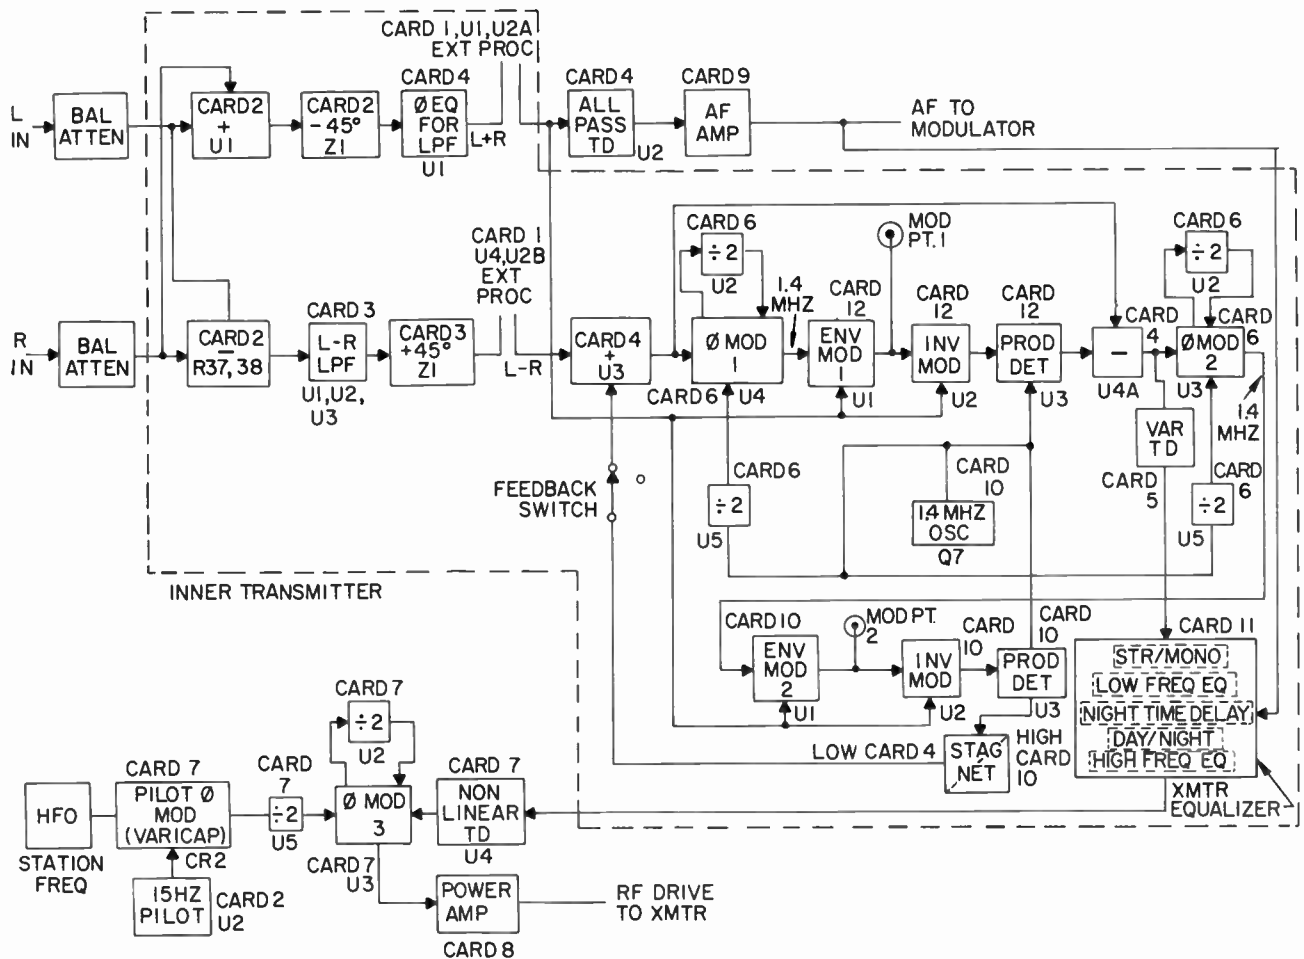 CARD 1, U1, U2A
EXT PROC
L
IN
BAL
ATTEN
CARD 2
+
U1
CARD 2
-45°
Z1
CARD 4
Ø EQ
FOR
LPF
U1
L+R
CARD 4
ALL
PASS
TD
U2
CARD 9
AF
AMP
AF TO
MODULATOR
R
IN
BAL
ATTEN
CARD 2
−
R37, 38
CARD 3
L-R
LPF
U1, U2,
U3
CARD 3
+45°
Z1
CARD 1
U4, U2B
EXT
PROC
L-R
CARD 4
+
U3
CARD 6
÷2
U2
Ø MOD
1
CARD 6
U4
1.4
MHZ
CARD
12
ENV
MOD
1
U1
MOD
PT. 1
CARD
12
INV
MOD
U2
CARD
12
PROD
DET
U3
CARD
4
−
U4A
CARD 6
÷2
U2
CARD
6
Ø MOD
2
U3
1.4
MHZ
VAR
TD
CARD
5
CARD
6
÷2
U5
FEEDBACK
SWITCH
CARD 6
÷2
U5
CARD
10
1.4 MHZ
OSC
Q7
INNER TRANSMITTER
CARD 10
ENV
MOD
2
U1
MOD PT.
2
CARD
10
INV
MOD
U2
CARD
10
PROD
DET
U3
LOW CARD 4
STAG
NET
HIGH
CARD
10
CARD 11
STR/MONO
LOW FREQ EQ
NIGHT TIME DELAY
DAY/NIGHT
HIGH FREQ EQ
XMTR
EQUALIZER
HFO
STATION
FREQ
CARD 7
PILOT Ø
MOD
(VARICAP)
CR2
15HZ
PILOT
CARD 2
U2
CARD
7
÷2
U5
CARD 7
÷2
U2
Ø MOD
3
CARD 7
U3
CARD 7
NON
LINEAR
TD
U4
POWER
AMP
CARD 8
RF DRIVE
TO XMTR